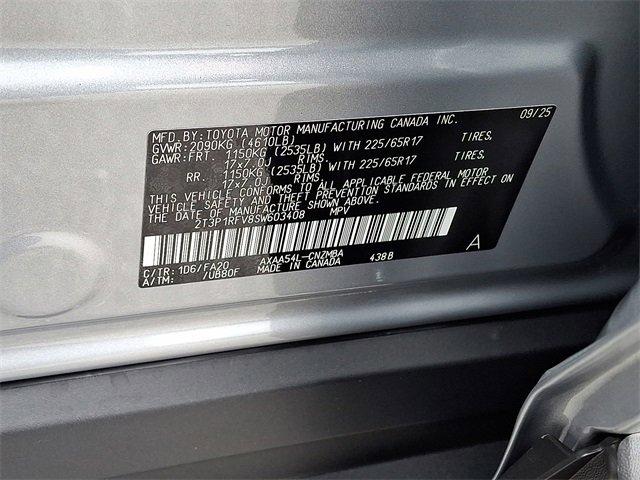 MFD.BY:TOYOTA MOTOR MANUFACTURING CANADA INC. 09/25
GVWR:2090KG (4610LB)
GAWR:FRT. 1150KG (2535LB) WITH 225/65R17 TIRES,
17x7.0J RIMS.
RR. 1150KG (2535LB) WITH 225/65R17 TIRES,
17x7.0J RIMS.
THIS VEHICLE CONFORMS TO ALL APPLICABLE FEDERAL MOTOR
VEHICLE SAFETY AND THEFT PREVENTION STANDARDS IN EFFECT ON
THE DATE OF MANUFACTURE SHOWN ABOVE.
2T3P1RFV8SW603408 MPV
C/TR:1D6/FA20 AXAA54L-CNZMBA 438B A
A/TM: /UB80F MADE IN CANADA